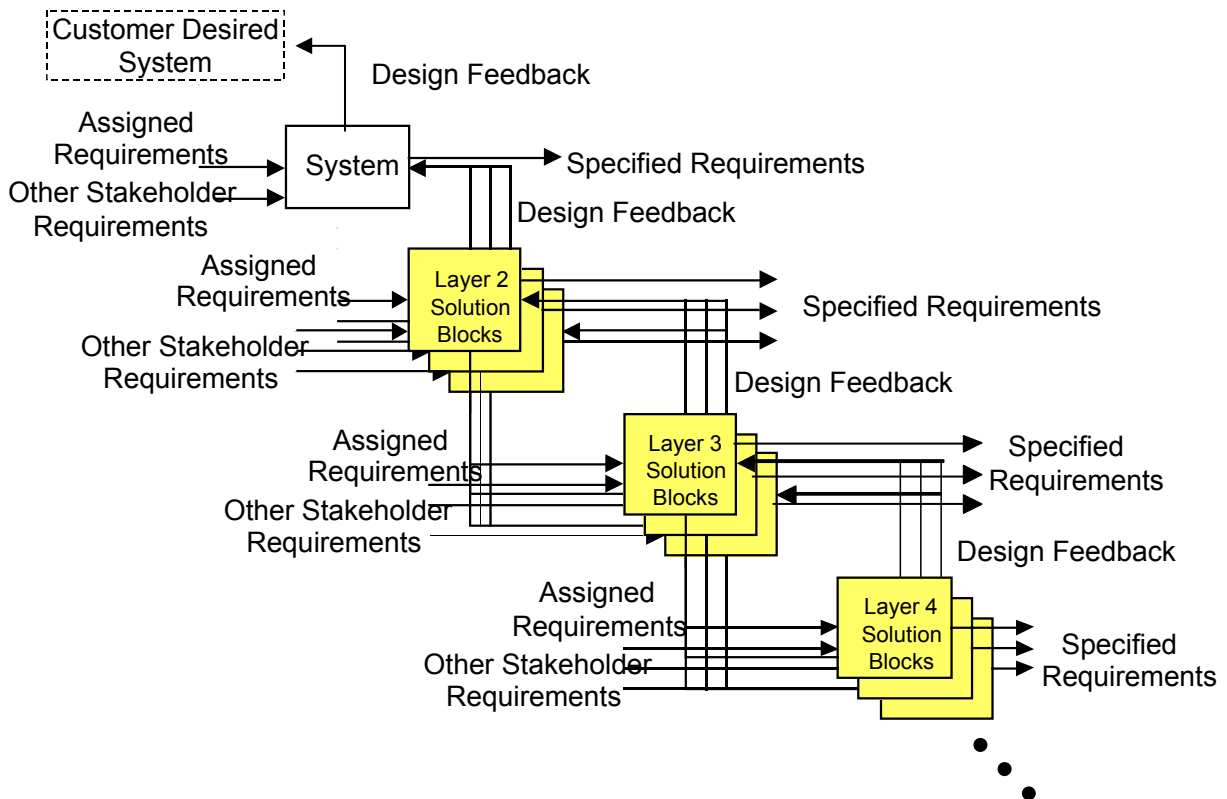 Customer Desired
System
Design Feedback
Assigned
Requirements
System
Specified Requirements
Other Stakeholder
Requirements
Design Feedback
Assigned
Requirements
Layer 2
Solution
Blocks
Specified Requirements
Other Stakeholder
Requirements
Design Feedback
Assigned
Requirements
Layer 3
Solution
Blocks
Specified
Requirements
Other Stakeholder
Requirements
Design Feedback
Assigned
Requirements
Layer 4
Solution
Blocks
Specified
Requirements
Other Stakeholder
Requirements